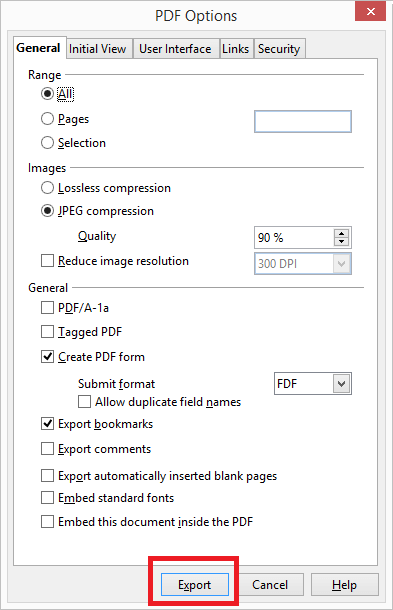 PDF Options
General Initial View User Interface Links Security
Range
All
Pages
Selection
Images
Lossless compression
JPEG compression
Quality 90 %
Reduce image resolution 300 DPI
General
PDF/A-1a
Tagged PDF
Create PDF form
Submit format FDF
Allow duplicate field names
Export bookmarks
Export comments
Export automatically inserted blank pages
Embed standard fonts
Embed this document inside the PDF
Export Cancel Help